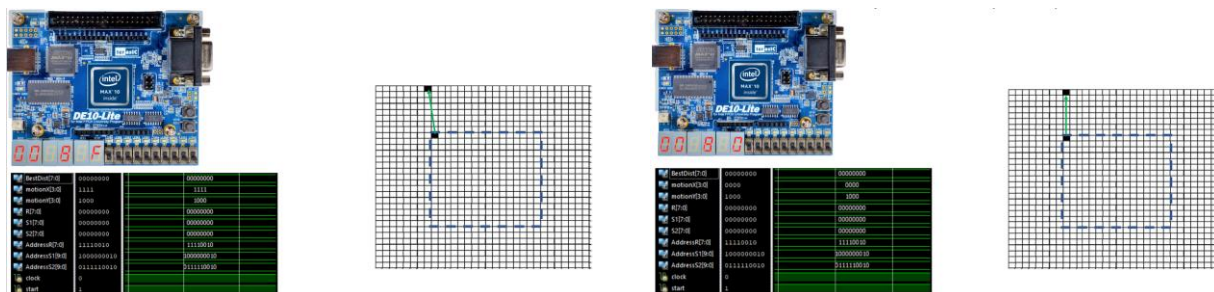 intel
MAX 10
inside
DE10-Lite
00 8 F
BestDist[7:0] 00000000 00000000
motionX[3:0] 1111 1111
motionY[3:0] 1000 1000
R[7:0] 00000000 00000000
S1[7:0] 00000000 00000000
S2[7:0] 00000000 00000000
AddressR[7:0] 11110010 11110010
AddressS1[9:0] 1000000010 1000000010
AddressS2[9:0] 0111110010 0111110010
clock 0
start 1
intel
MAX 10
inside
DE10-Lite
00 8 0
BestDist[7:0] 00000000 00000000
motionX[3:0] 0000 0000
motionY[3:0] 1000 1000
R[7:0] 00000000 00000000
S1[7:0] 00000000 00000000
S2[7:0] 00000000 00000000
AddressR[7:0] 11110010 11110010
AddressS1[9:0] 1000000010 1000000010
AddressS2[9:0] 0111110010 0111110010
clock 0
start 1